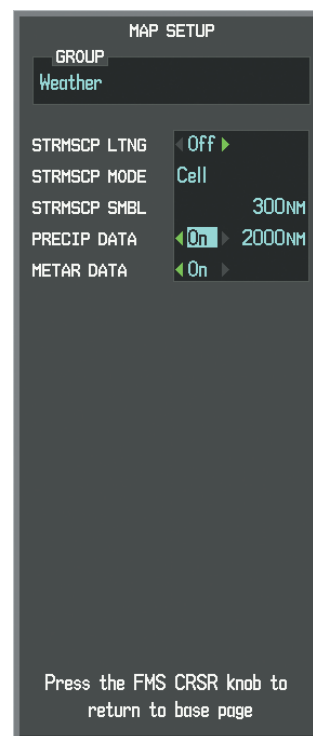 MAP SETUP
GROUP
Weather
STRMSCP LTNG Off
STRMSCP MODE Cell
STRMSCP SMBL 300NM
PRECIP DATA On 2000NM
METAR DATA On
Press the FMS CRSR knob to
return to base page